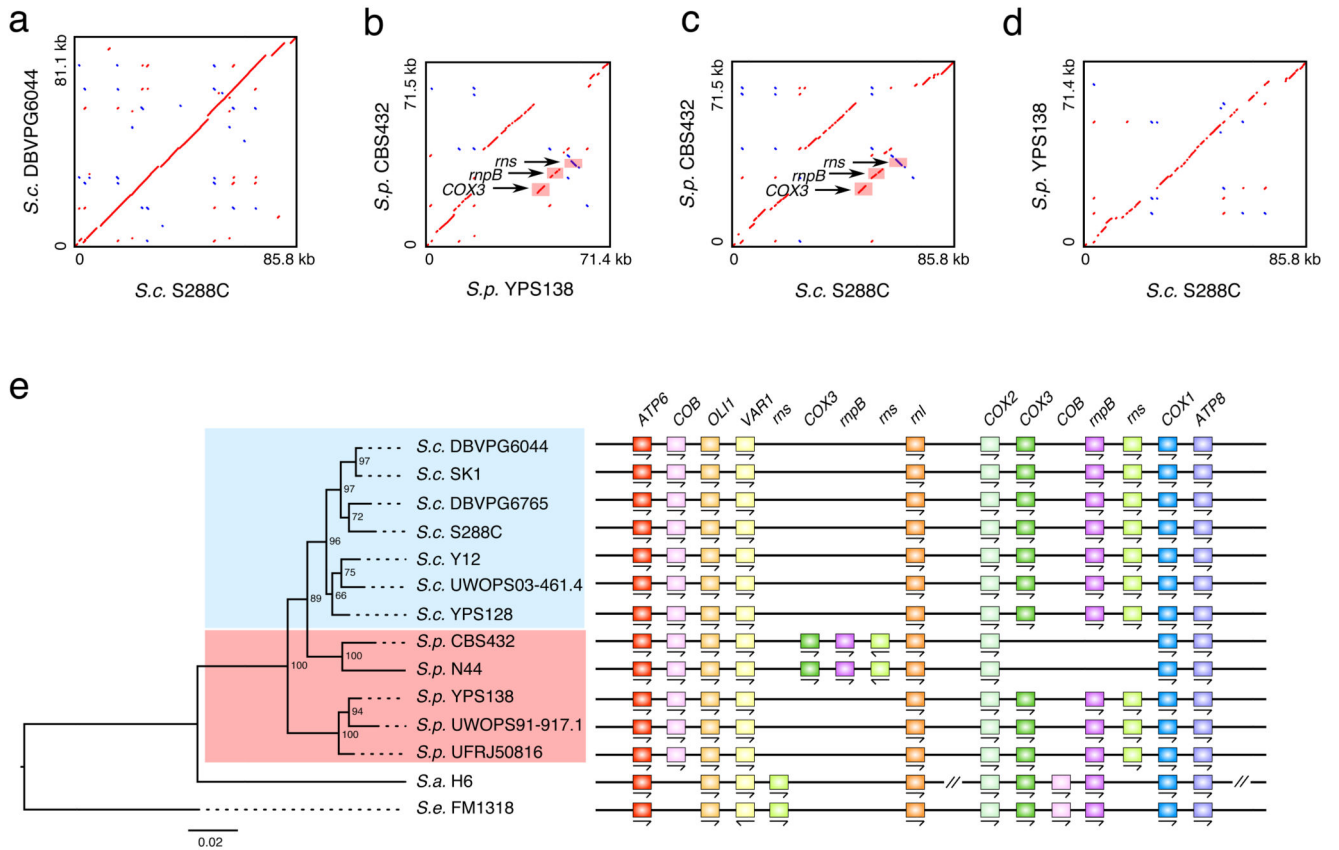 a
S.c. DBVPG6044
81.1 kb
0
0
85.8 kb
S.c. S288C
b
S.p. CBS432
71.5 kb
0
rns
rnpB
COX3
0
71.4 kb
S.p. YPS138
c
S.p. CBS432
71.5 kb
0
rns
rnpB
COX3
0
85.8 kb
S.c. S288C
d
S.p. YPS138
71.4 kb
0
0
85.8 kb
S.c. S288C
e
ATP6 COB OLI1 VAR1 rns COX3 rnpB rns rnl COX2 COX3 COB rnpB rns COX1 ATP8
S.c. DBVPG6044
97
S.c. SK1
97
S.c. DBVPG6765
72
S.c. S288C
96
S.c. Y12
75
S.c. UWOPS03-461.4
66
89
S.c. YPS128
S.p. CBS432
100
100
S.p. N44
S.p. YPS138
94
S.p. UWOPS91-917.1
100
S.p. UFRJ50816
S.a. H6
//
//
S.e. FM1318
0.02